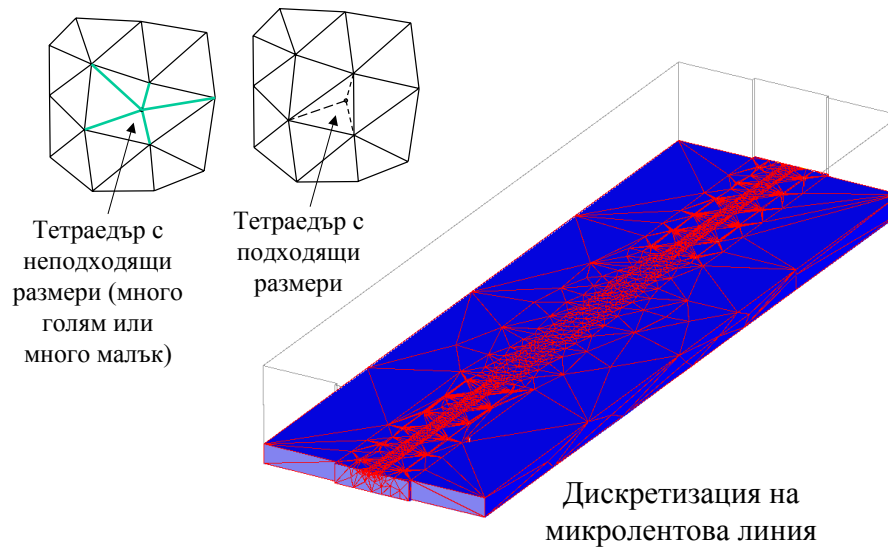 Тетраедър с
неподходящи
размери (много
голям или
много малък)
Тетраедър с
подходящи
размери
Дискретизация на
микролентова линия